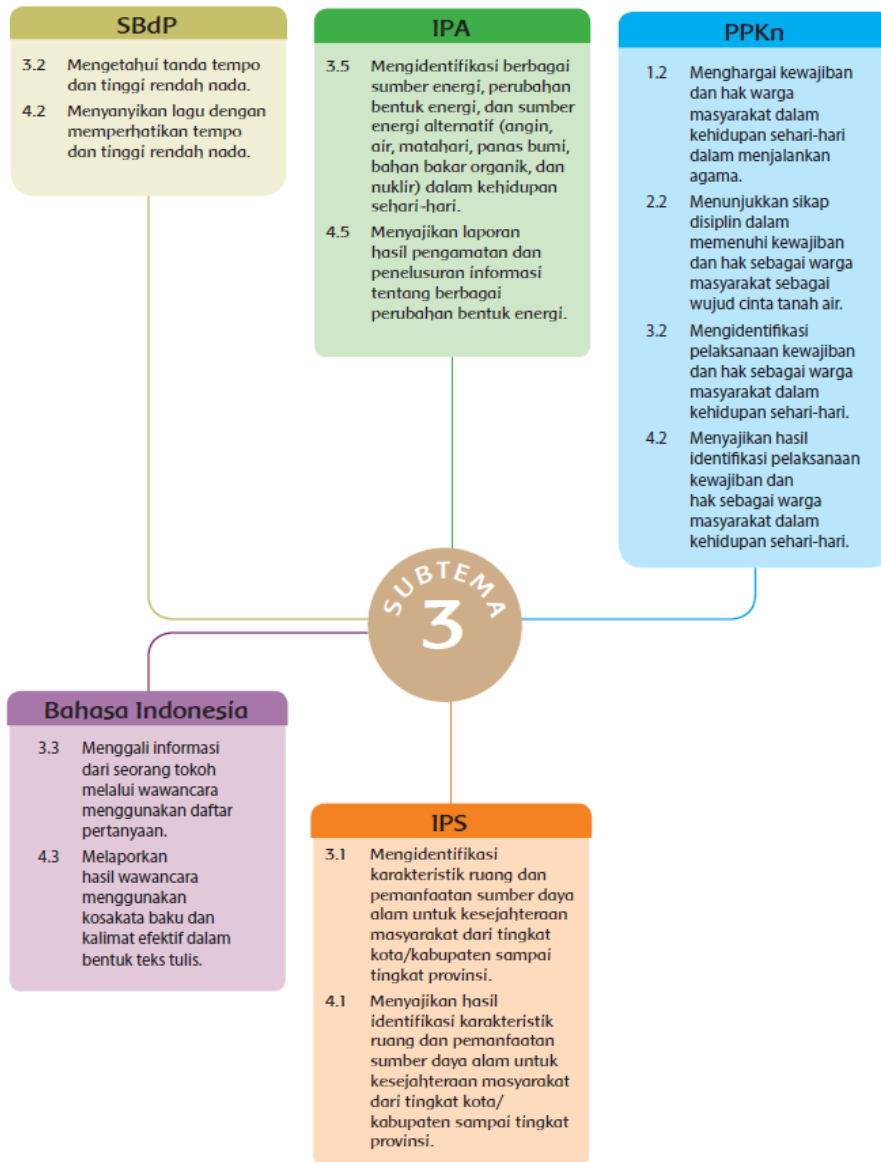 SBdP
3.2 Mengetahui tanda tempo
dan tinggi rendah nada.
4.2 Menyanyikan lagu dengan
memperhatikan tempo
dan tinggi rendah nada.
IPA
3.5 Mengidentifikasi berbagai
sumber energi, perubahan
bentuk energi, dan sumber
energi alternatif (angin,
air, matahari, panas bumi,
bahan bakar organik, dan
nuklir) dalam kehidupan
sehari-hari.
4.5 Menyajikan laporan
hasil pengamatan dan
penelusuran informasi
tentang berbagai
perubahan bentuk energi.
PPKn
1.2 Menghargai kewajiban
dan hak warga
masyarakat dalam
kehidupan sehari-hari
dalam menjalankan
agama.
2.2 Menunjukkan sikap
disiplin dalam
memenuhi kewajiban
dan hak sebagai warga
masyarakat sebagai
wujud cinta tanah air.
3.2 Mengidentifikasi
pelaksanaan kewajiban
dan hak sebagai warga
masyarakat dalam
kehidupan sehari-hari.
4.2 Menyajikan hasil
identifikasi pelaksanaan
kewajiban dan
hak sebagai warga
masyarakat dalam
kehidupan sehari-hari.
SUBTEMA
3
Bahasa Indonesia
3.3 Menggali informasi
dari seorang tokoh
melalui wawancara
menggunakan daftar
pertanyaan.
4.3 Melaporkan
hasil wawancara
menggunakan
kosakata baku dan
kalimat efektif dalam
bentuk teks tulis.
IPS
3.1 Mengidentifikasi
karakteristik ruang dan
pemanfaatan sumber daya
alam untuk kesejahteraan
masyarakat dari tingkat
kota/kabupaten sampai
tingkat provinsi.
4.1 Menyajikan hasil
identifikasi karakteristik
ruang dan pemanfaatan
sumber daya alam untuk
kesejahteraan masyarakat
dari tingkat kota/
kabupaten sampai tingkat
provinsi.